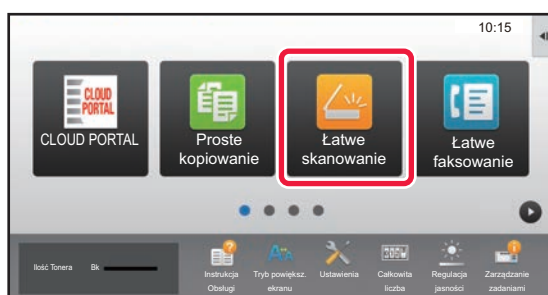 10:15
CLOUD
PORTAL
CLOUD PORTAL
Proste
kopiowanie
Łatwe
skanowanie
Łatwe
faksowanie
Ilość Tonera Bk
Instrukcja
Obsługi
Tryb powiększ.
ekranu
Ustawienia
Całkowita
liczba
Regulacja
jasności
Zarządzanie
zadaniami